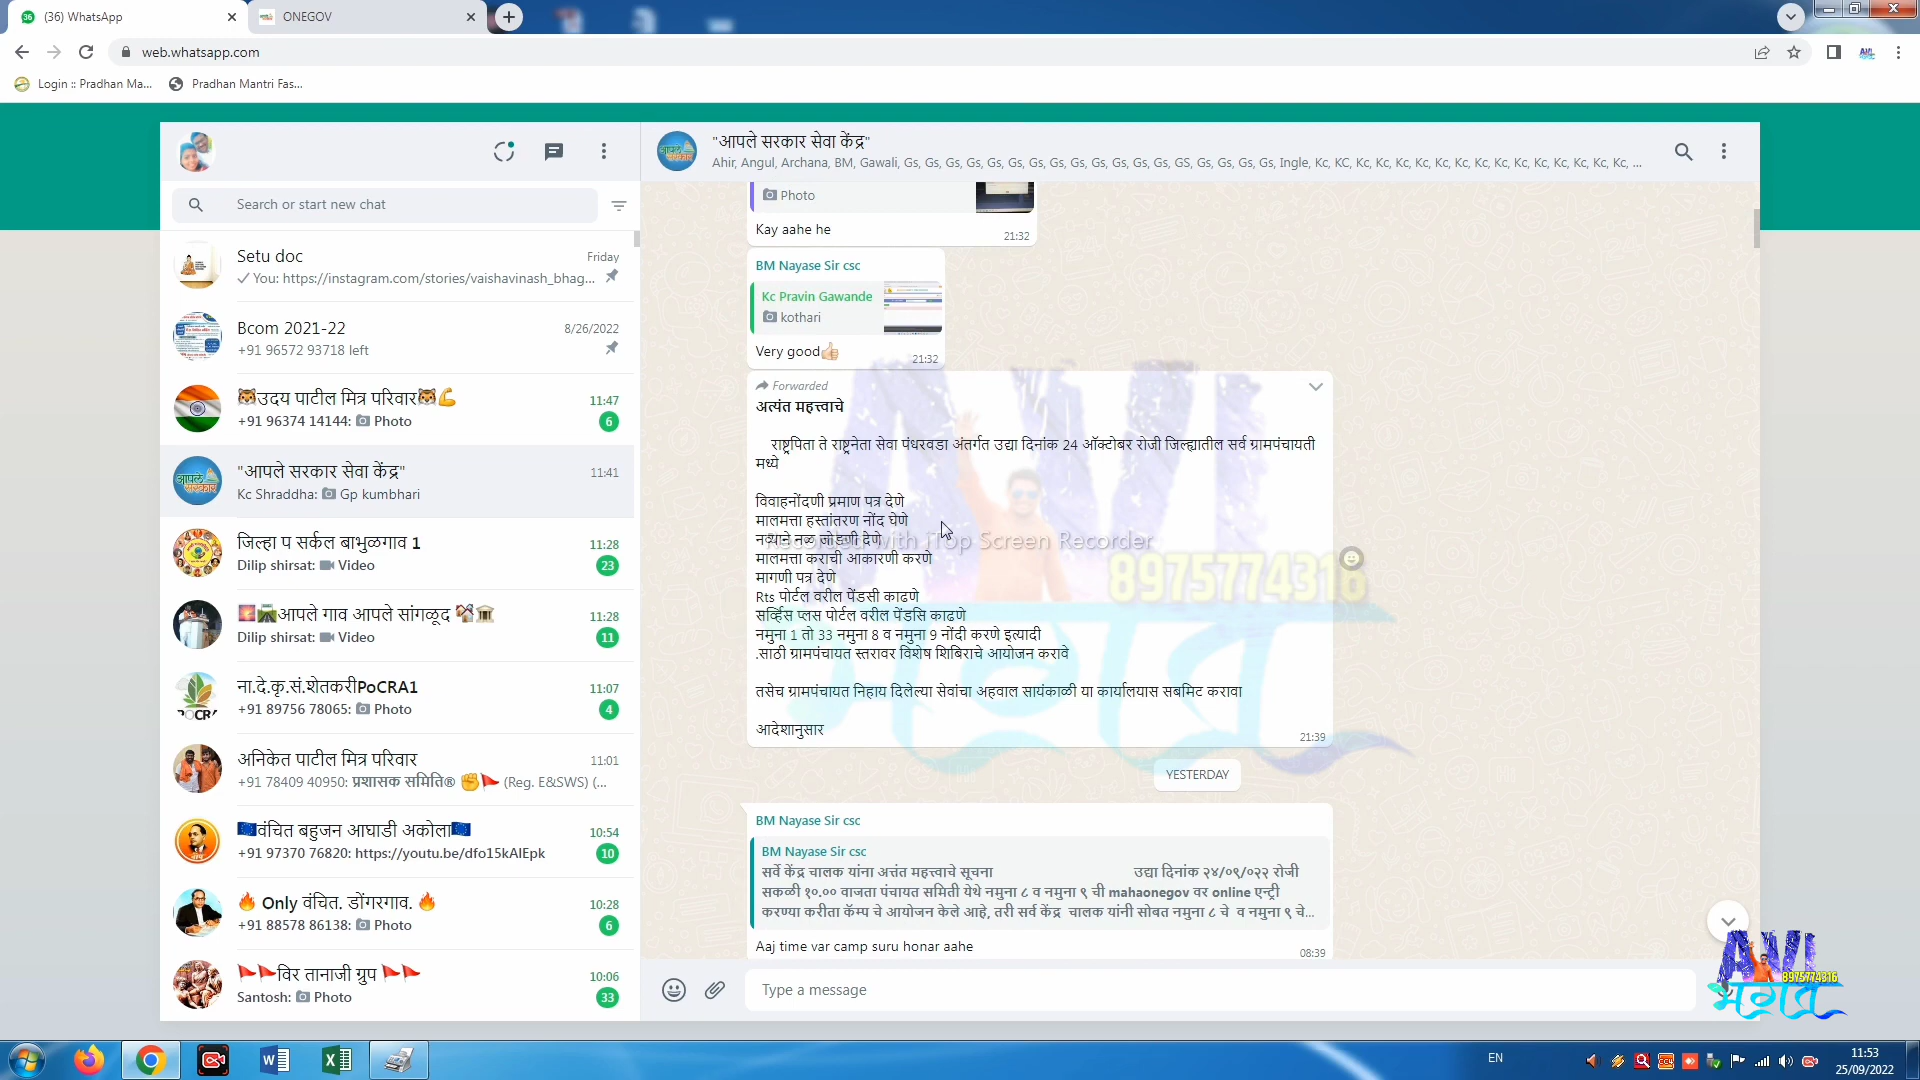 (36) WhatsApp
ONEGOV
web.whatsapp.com
Login :: Pradhan Ma...
Pradhan Mantri Fas...
Search or start new chat
Setu doc
Friday
You: https://instagram.com/stories/vaishavinash_bhag...
Bcom 2021-22
8/26/2022
+91 96572 93718 left
🐯उदय पाटील मित्र परिवार🐯💪
11:47
+91 96374 14144: Photo
6
"आपले सरकार सेवा केंद्र"
11:41
Kc Shraddha: Gp kumbhari
जिल्हा प सर्कल बाभुळगाव 1
11:28
Dilip shirsat: Video
23
आपले गाव आपले सांगळूद
11:28
Dilip shirsat: Video
11
ना.दे.कृ.सं.शेतकरीPoCRA1
11:07
+91 89756 78065: Photo
4
अनिकेत पाटील मित्र परिवार
11:01
+91 78409 40950: प्रशासक समिती® ✊🚩 (Reg. E&SWS) (...
🇪🇺वंचित बहुजन आघाडी अकोला🇪🇺
10:54
+91 97370 76820: https://youtu.be/dfo15kAlEpk
10
🔥 Only वंचित. डोंगरगाव. 🔥
10:28
+91 88578 86138: Photo
6
🚩🚩विर तानाजी ग्रुप 🚩🚩
10:06
Santosh: Photo
33
"आपले सरकार सेवा केंद्र"
Ahir, Angul, Archana, BM, Gawali, Gs, Gs, Gs, Gs, Gs, Gs, Gs, Gs, Gs, Gs, Gs, Gs, Gs, GS, Gs, Gs, Gs, Gs, Ingle, Kc, KC, Kc, Kc, Kc, Kc, Kc, Kc, Kc, Kc, Kc, Kc, Kc, Kc, Kc, Kc, ...
Photo
Kay aahe he
21:32
BM Nayase Sir csc
Kc Pravin Gawande
kothari
Very good👍🏻
21:32
Forwarded
अत्यंत महत्त्वाचे
राष्ट्रपिता ते राष्ट्रनेता सेवा पंधरवडा अंतर्गत उद्या दिनांक 24 ऑक्टोबर रोजी जिल्ह्यातील सर्व ग्रामपंचायती
मध्ये
विवाहनोंदणी प्रमाण पत्र देणे
मालमत्ता हस्तांतरण नोंद घेणे
नव्याने नळ जोडणी देणे
मालमत्ता कराची आकारणी करणे
मागणी पत्र देणे
Rts पोर्टल वरील पेंडसी काढणे
सर्व्हिस प्लस पोर्टल वरील पेंडसि काढणे
नमुना 1 तो 33 नमुना 8 व नमुना 9 नोंदी करणे इत्यादी
.साठी ग्रामपंचायत स्तरावर विशेष शिबिराचे आयोजन करावे
तसेच ग्रामपंचायत निहाय दिलेल्या सेवांचा अहवाल सायंकाळी या कार्यालयास सबमिट करावा
आदेशानुसार
21:39
Recorded with iTop Screen Recorder
AVI
8975774316
भगत
YESTERDAY
BM Nayase Sir csc
BM Nayase Sir csc
सर्वे केंद्र चालक यांना अत्तंत महत्त्वाचे सूचना उद्या दिनांक २४/०९/०२२ रोजी
सकळी १०.०० वाजता पंचायत समिती येथे नमुना ८ व नमुना ९ ची mahaonegov वर online एन्ट्री
करण्या करीता कॅम्प चे आयोजन केले आहे, तरी सर्व केंद्र चालक यांनी सोबत नमुना ८ चे व नमुना ९ चे...
Aaj time var camp suru honar aahe
08:39
Type a message
AVI
8975774316
भगत
EN
11:53
25/09/2022